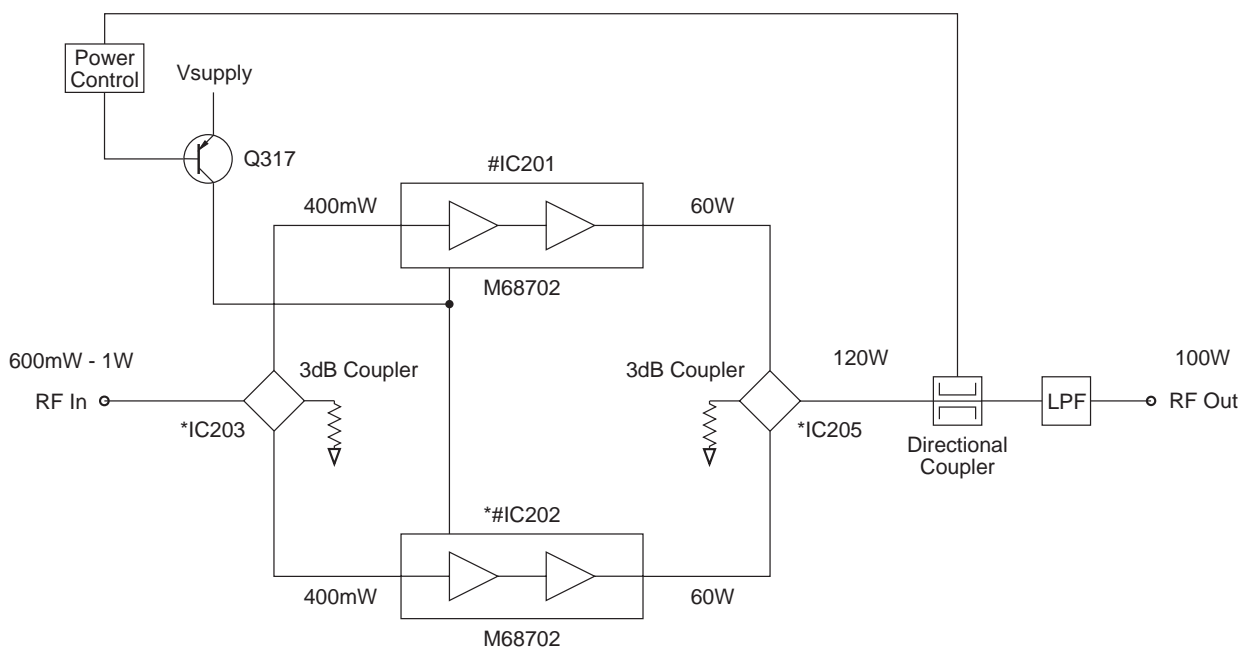 Power
Control
Vsupply
Q317
#IC201
400mW
60W
M68702
600mW - 1W
3dB Coupler
3dB Coupler
120W
100W
RF In
LPF
RF Out
*IC203
*IC205
Directional
Coupler
*#IC202
400mW
60W
M68702